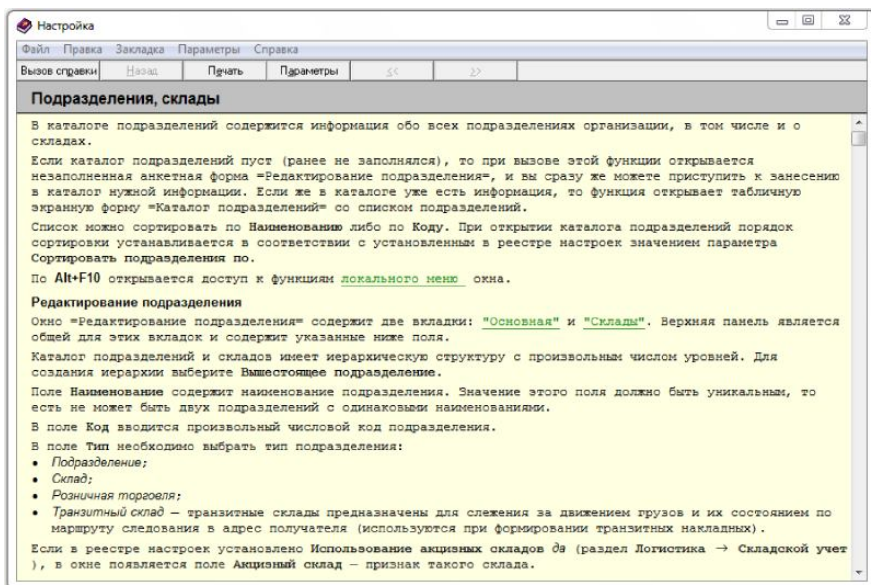 Настройка
Файл Правка Закладка Параметры Справка
Вызов справки Назад Печать Параметры << >>
Подразделения, склады
В каталоге подразделений содержится информация обо всех подразделениях организации, в том числе и о
складах.
Если каталог подразделений пуст (ранее не заполнялся), то при вызове этой функции открывается
незаполненная анкетная форма =Редактирование подразделения=, и вы сразу же можете приступить к занесению
в каталог нужной информации. Если же в каталоге уже есть информация, то функция открывает табличную
экранную форму =Каталог подразделений= со списком подразделений.
Список можно сортировать по Наименованию либо по Коду. При открытии каталога подразделений порядок
сортировки устанавливается в соответствии с установленным в реестре настроек значением параметра
Сортировать подразделения по.
По Alt+F10 открывается доступ к функциям локального меню окна.
Редактирование подразделения
Окно =Редактирование подразделения= содержит две вкладки: "Основная" и "Склады". Верхняя панель является
общей для этих вкладок и содержит указанные ниже поля.
Каталог подразделений и складов имеет иерархическую структуру с произвольным числом уровней. Для
создания иерархии выберите Вышестоящее подразделение.
Поле Наименование содержит наименование подразделения. Значение этого поля должно быть уникальным, то
есть не может быть двух подразделений с одинаковыми наименованиями.
В поле Код вводится произвольный числовой код подразделения.
В поле Тип необходимо выбрать тип подразделения:
• Подразделение;
• Склад;
• Розничная торговля;
• Транзитный склад — транзитные склады предназначены для слежения за движением грузов и их состоянием по
маршруту следования в адрес получателя (используются при формировании транзитных накладных).
Если в реестре настроек установлено Использование акцизных складов да (раздел Логистика → Складской учет
), в окне появляется поле Акцизный склад — признак такого склада.